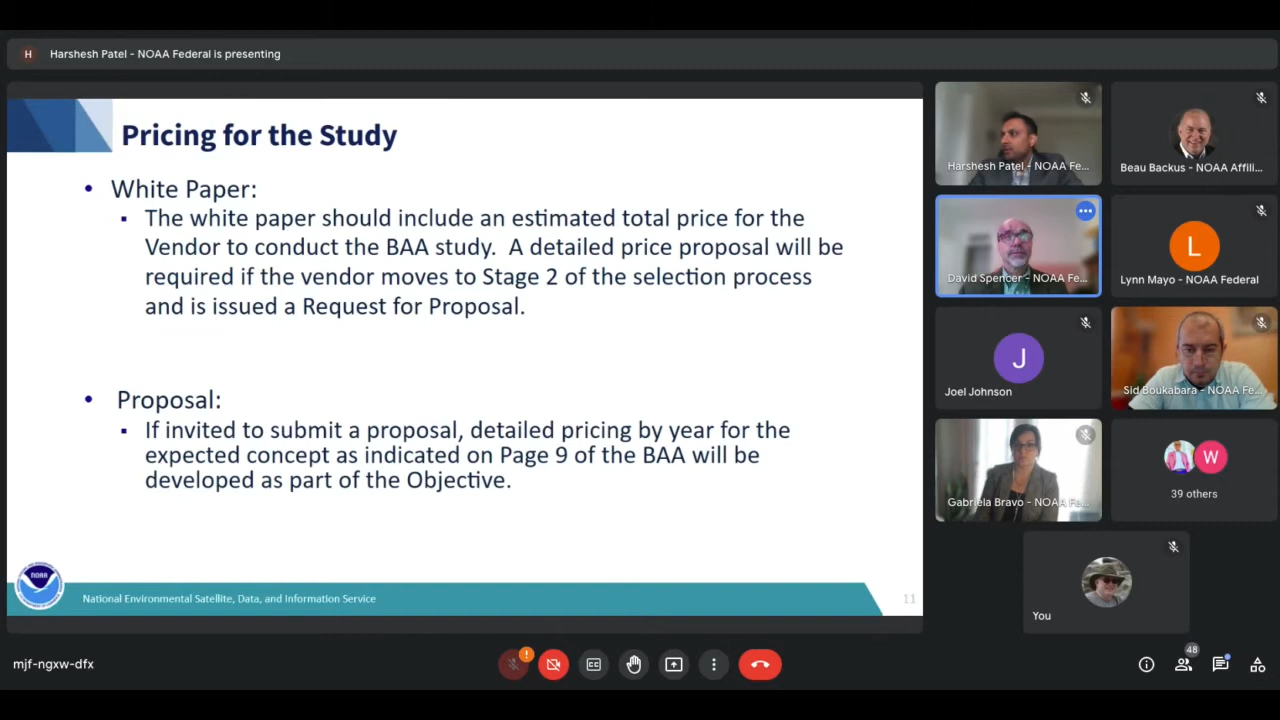 H Harshesh Patel - NOAA Federal is presenting
Pricing for the Study
• White Paper:
▪ The white paper should include an estimated total price for the
Vendor to conduct the BAA study. A detailed price proposal will be
required if the vendor moves to Stage 2 of the selection process
and is issued a Request for Proposal.
• Proposal:
▪ If invited to submit a proposal, detailed pricing by year for the
expected concept as indicated on Page 9 of the BAA will be
developed as part of the Objective.
NOAA
National Environmental Satellite, Data, and Information Service
11
Harshesh Patel - NOAA Fe...
Beau Backus - NOAA Affili...
David Spencer - NOAA Fe...
L
Lynn Mayo - NOAA Federal
J
Joel Johnson
Sid Boukabara - NOAA Fe...
Gabriela Bravo - NOAA Fe...
W
39 others
You
mjf-ngxw-dfx
!
CC
48